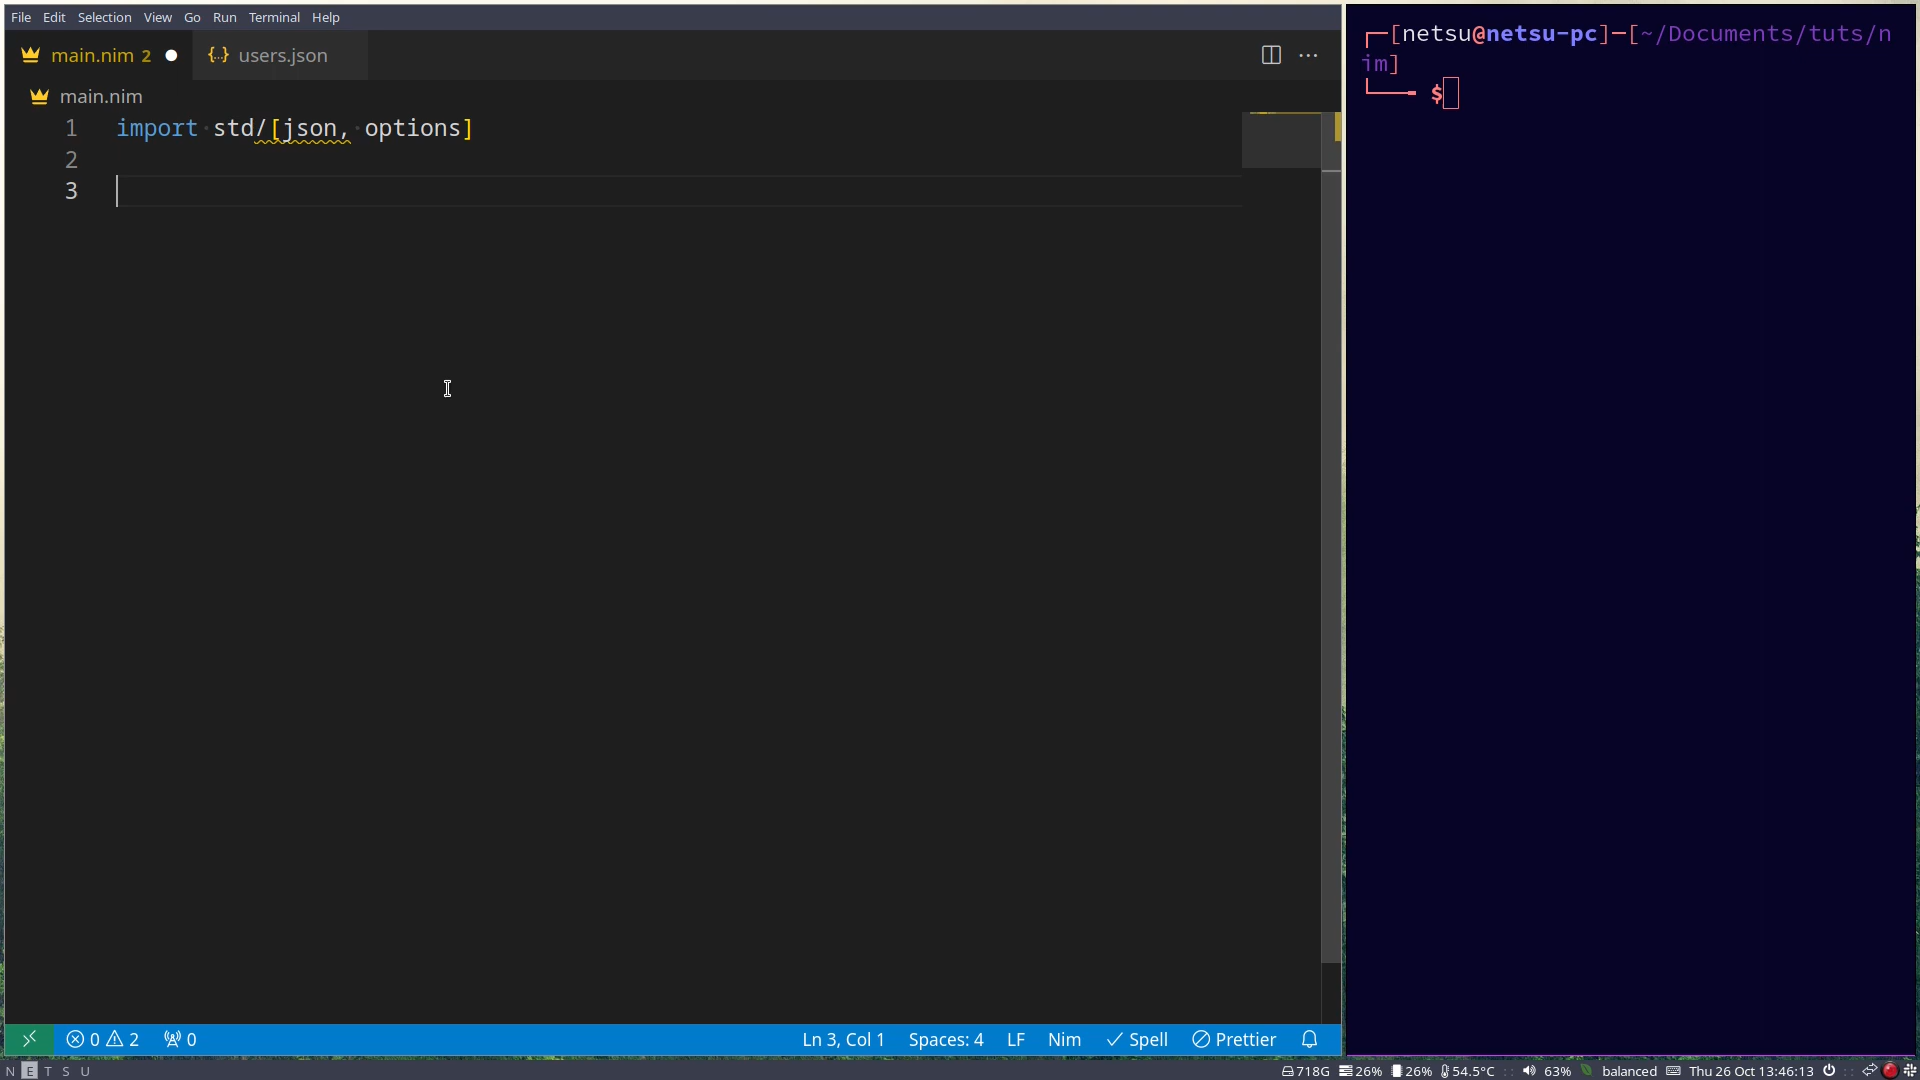 File Edit Selection View Go Run Terminal Help
main.nim 2
{··} users.json
main.nim
1 import std/[json, options]
2
3
Ln 3, Col 1 Spaces: 4 LF Nim Spell Prettier
0 2 0
[netsu@netsu-pc]─[~/Documents/tuts/n
im]
$
N E T S U
718G 26% 26% 54.5°C :: 63% balanced Thu 26 Oct 13:46:13 ::